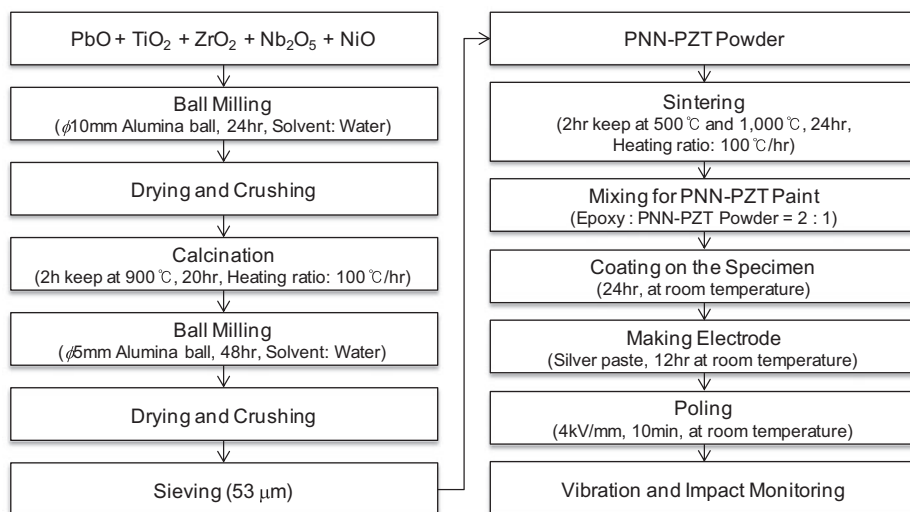 PbO + TiO₂ + ZrO₂ + Nb₂O₅ + NiO
Ball Milling
(ϕ10mm Alumina ball, 24hr, Solvent: Water)
Drying and Crushing
Calcination
(2h keep at 900℃, 20hr, Heating ratio: 100℃/hr)
Ball Milling
(ϕ5mm Alumina ball, 48hr, Solvent: Water)
Drying and Crushing
Sieving (53 μm)
PNN-PZT Powder
Sintering
(2hr keep at 500℃ and 1,000℃, 24hr,
Heating ratio: 100℃/hr)
Mixing for PNN-PZT Paint
(Epoxy : PNN-PZT Powder = 2 : 1)
Coating on the Specimen
(24hr, at room temperature)
Making Electrode
(Silver paste, 12hr at room temperature)
Poling
(4kV/mm, 10min, at room temperature)
Vibration and Impact Monitoring